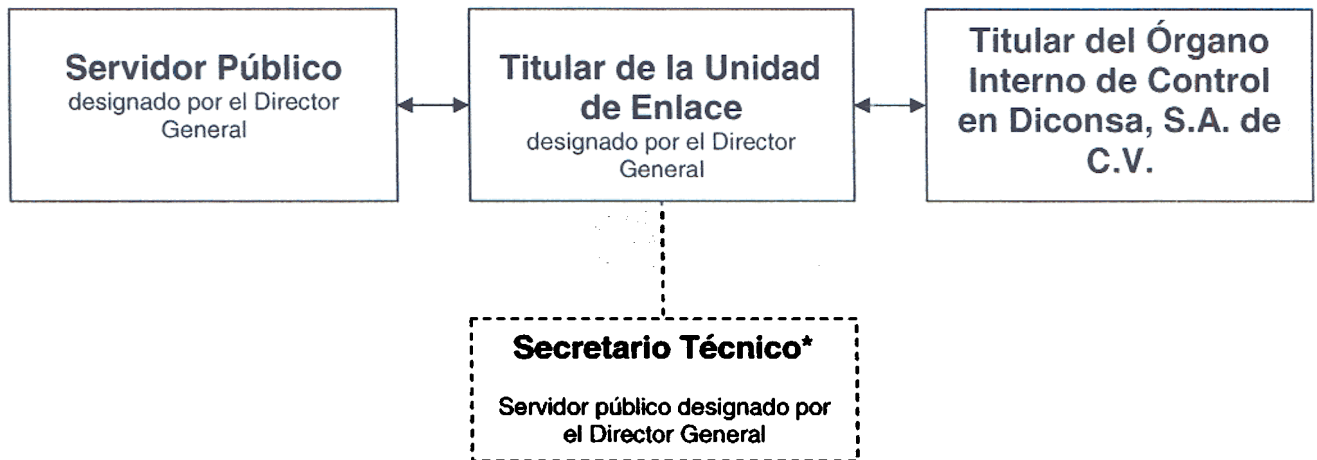 Servidor Público
designado por el Director
General
Titular de la Unidad
de Enlace
designado por el Director
General
Titular del Órgano
Interno de Control
en Diconsa, S.A. de
C.V.
Secretario Técnico*
Servidor público designado por
el Director General